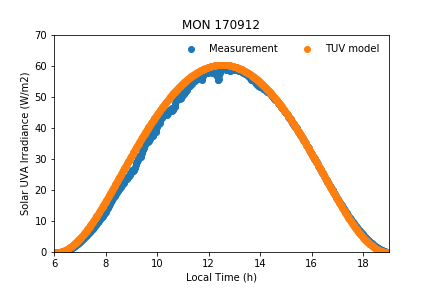 MON 170912
Measurement TUV model
Solar UVA Irradiance (W/m2)
70
60
50
40
30
20
10
0
6 8 10 12 14 16 18
Local Time (h)